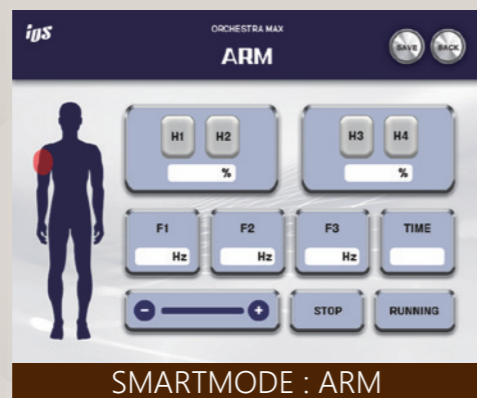 igs
ORCHESTRA MAX
ARM
SAVE
BACK
H1 H2
%
H3 H4
%
F1 F2 F3 TIME
Hz Hz Hz
STOP RUNNING
SMARTMODE : ARM